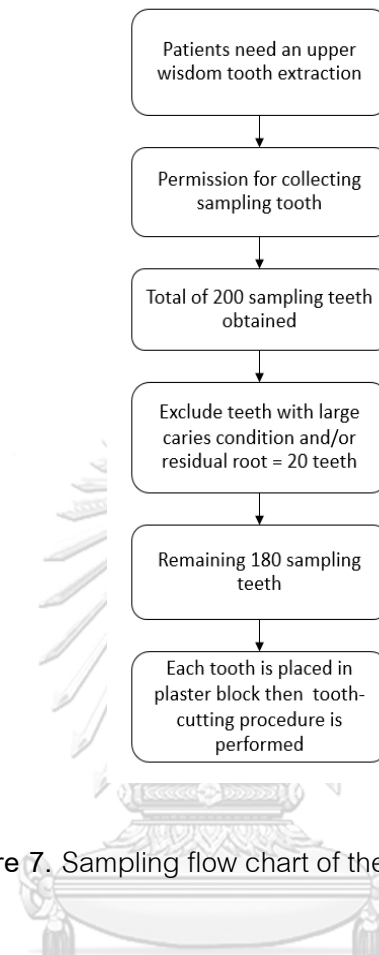 Patients need an upper
wisdom tooth extraction
Permission for collecting
sampling tooth
Total of 200 sampling teeth
obtained
Exclude teeth with large
caries condition and/or
residual root = 20 teeth
Remaining 180 sampling
teeth
Each tooth is placed in
plaster block then tooth-
cutting procedure is
performed
re 7. Sampling flow chart of the